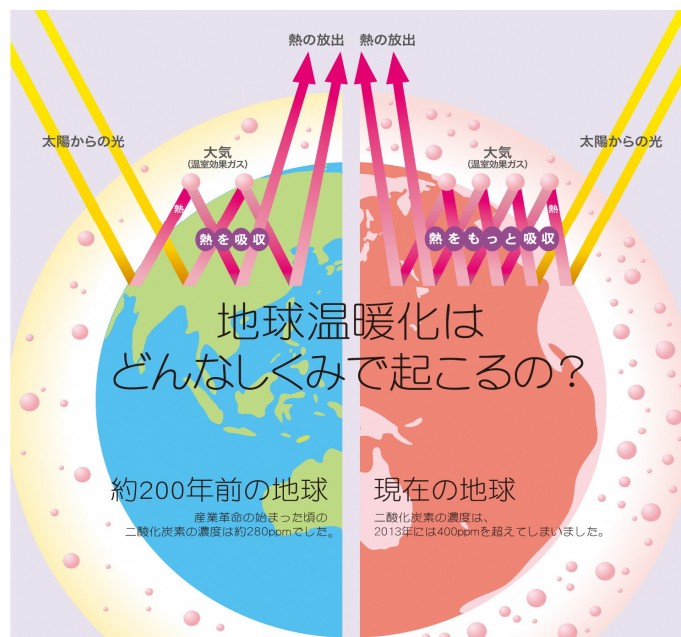 熱の放出 熱の放出
太陽からの光
太陽からの光
大気
(温室効果ガス)
大気
(温室効果ガス)
熱
熱
熱を吸収
熱をもっと吸収
地球温暖化は
どんなしくみで起こるの？
約200年前の地球
産業革命の始まった頃の
二酸化炭素の濃度は約280ppmでした。
現在の地球
二酸化炭素の濃度は、
2013年には400ppmを超えてしまいました。